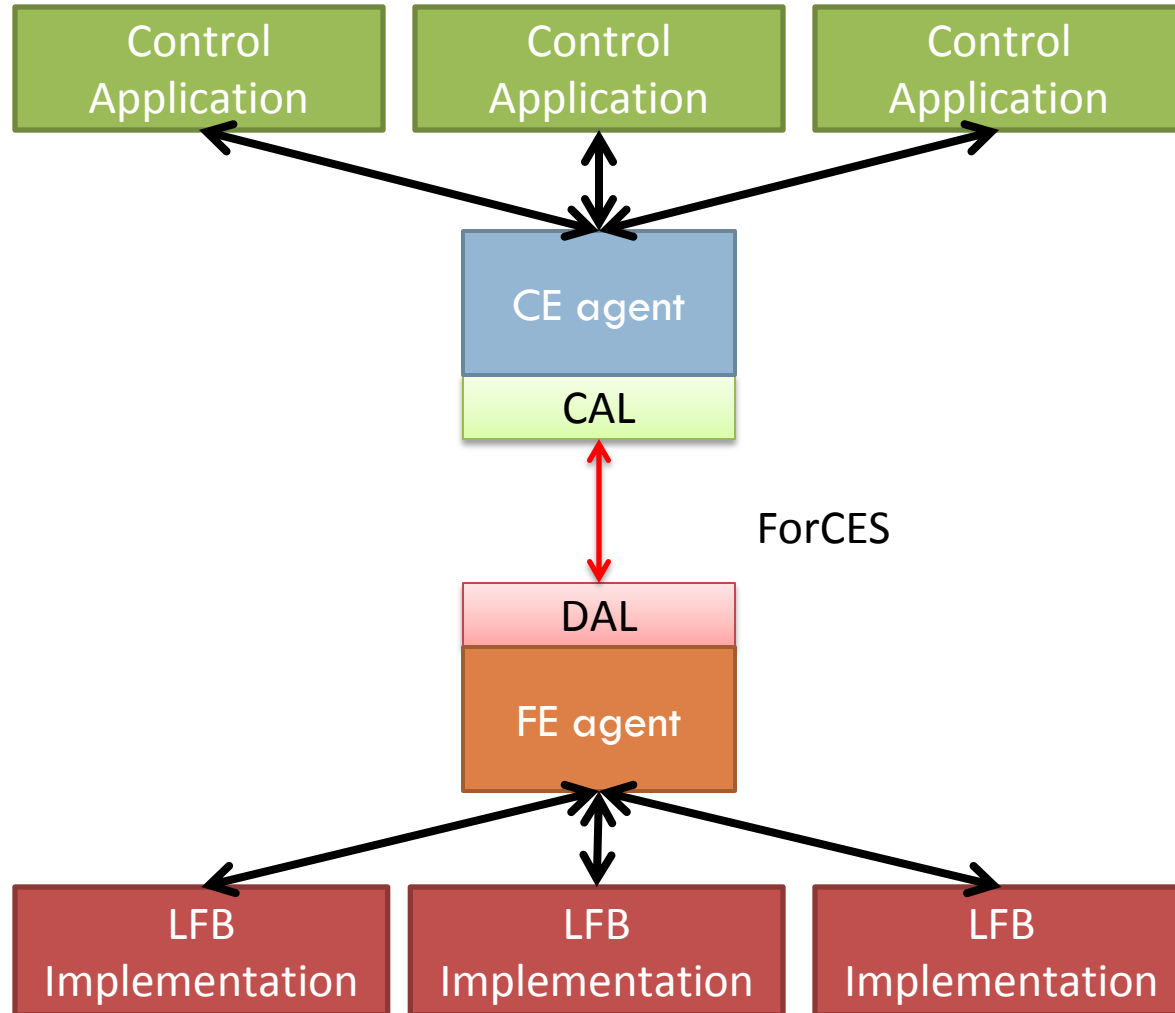 Control
Application
Control
Application
Control
Application
CE agent
CAL
ForCES
DAL
FE agent
LFB
Implementation
LFB
Implementation
LFB
Implementation